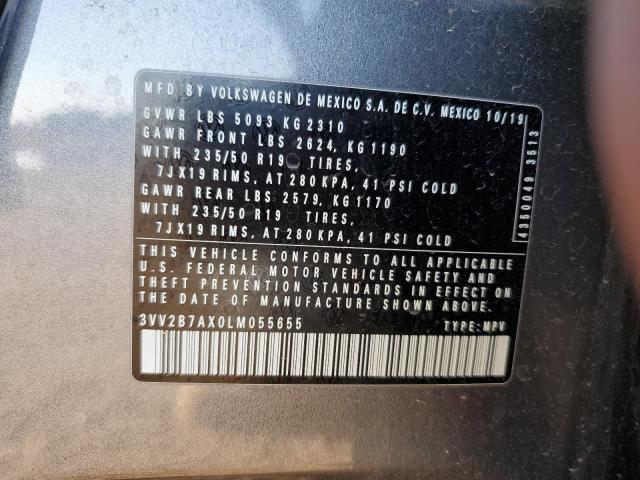 MFD BY VOLKSWAGEN DE MEXICO S.A. DE C.V. MEXICO 10/19
GVWR LBS 5093 KG 2310
GAWR FRONT LBS 2624, KG 1190
WITH 235/50 R19 TIRES,
7JX19 RIMS, AT 280 KPA, 41 PSI COLD
GAWR REAR LBS 2579, KG 1170
WITH 235/50 R19 TIRES,
7JX19 RIMS, AT 280 KPA, 41 PSI COLD
4350049 3613
THIS VEHICLE CONFORMS TO ALL APPLICABLE
U.S. FEDERAL MOTOR VEHICLE SAFETY AND
THEFT PREVENTION STANDARDS IN EFFECT ON
THE DATE OF MANUFACTURE SHOWN ABOVE.
3VV2B7AX0LM055655 TYPE: MPV